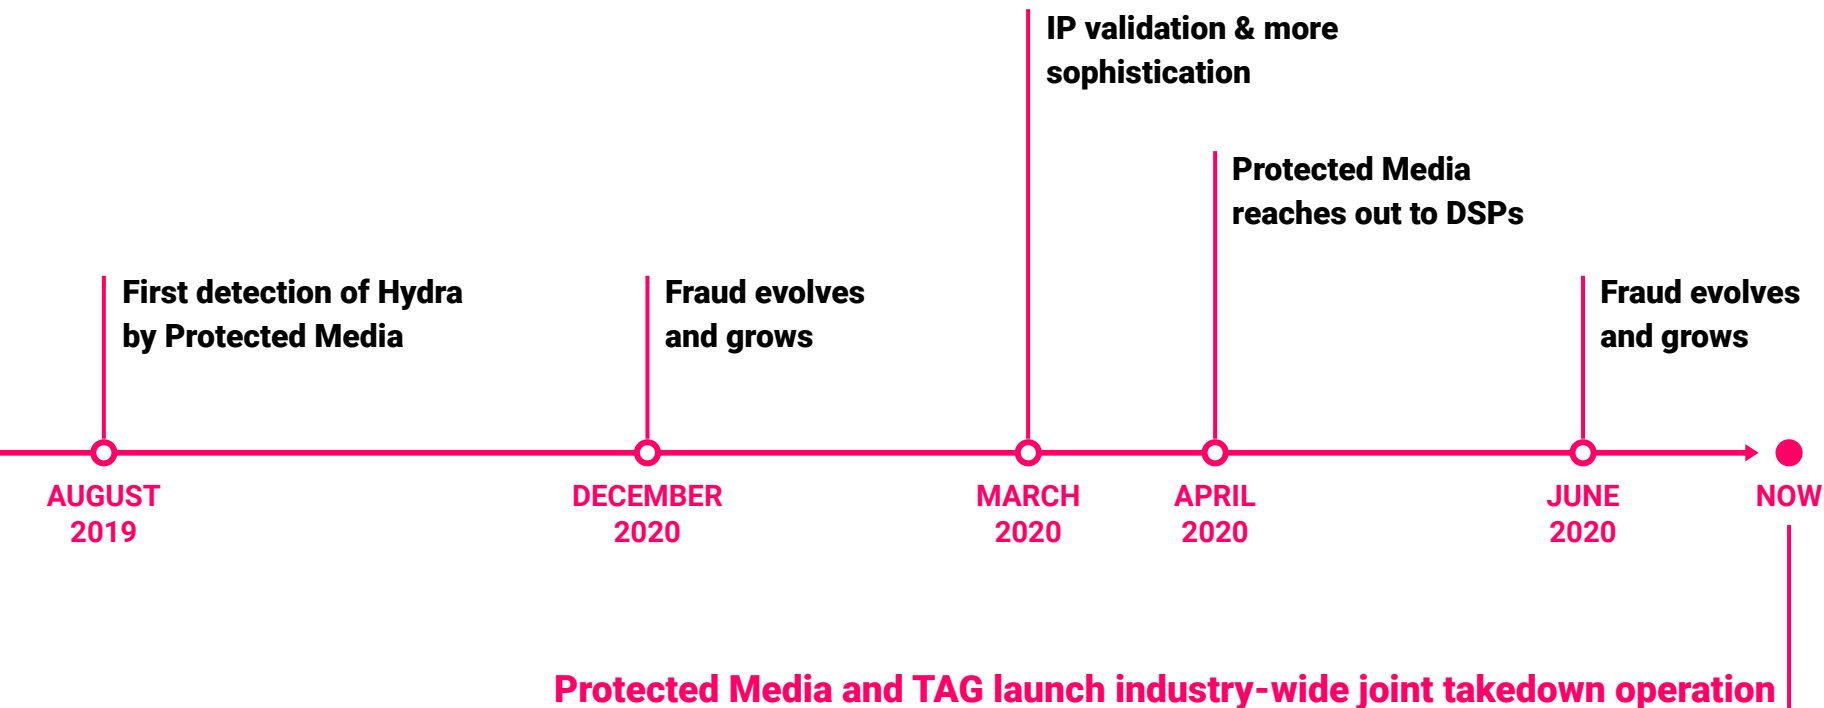 IP validation & more
sophistication
Protected Media
reaches out to DSPs
First detection of Hydra
by Protected Media
Fraud evolves
and grows
Fraud evolves
and grows
AUGUST
2019
DECEMBER
2020
MARCH
2020
APRIL
2020
JUNE
2020
NOW
Protected Media and TAG launch industry-wide joint takedown operation